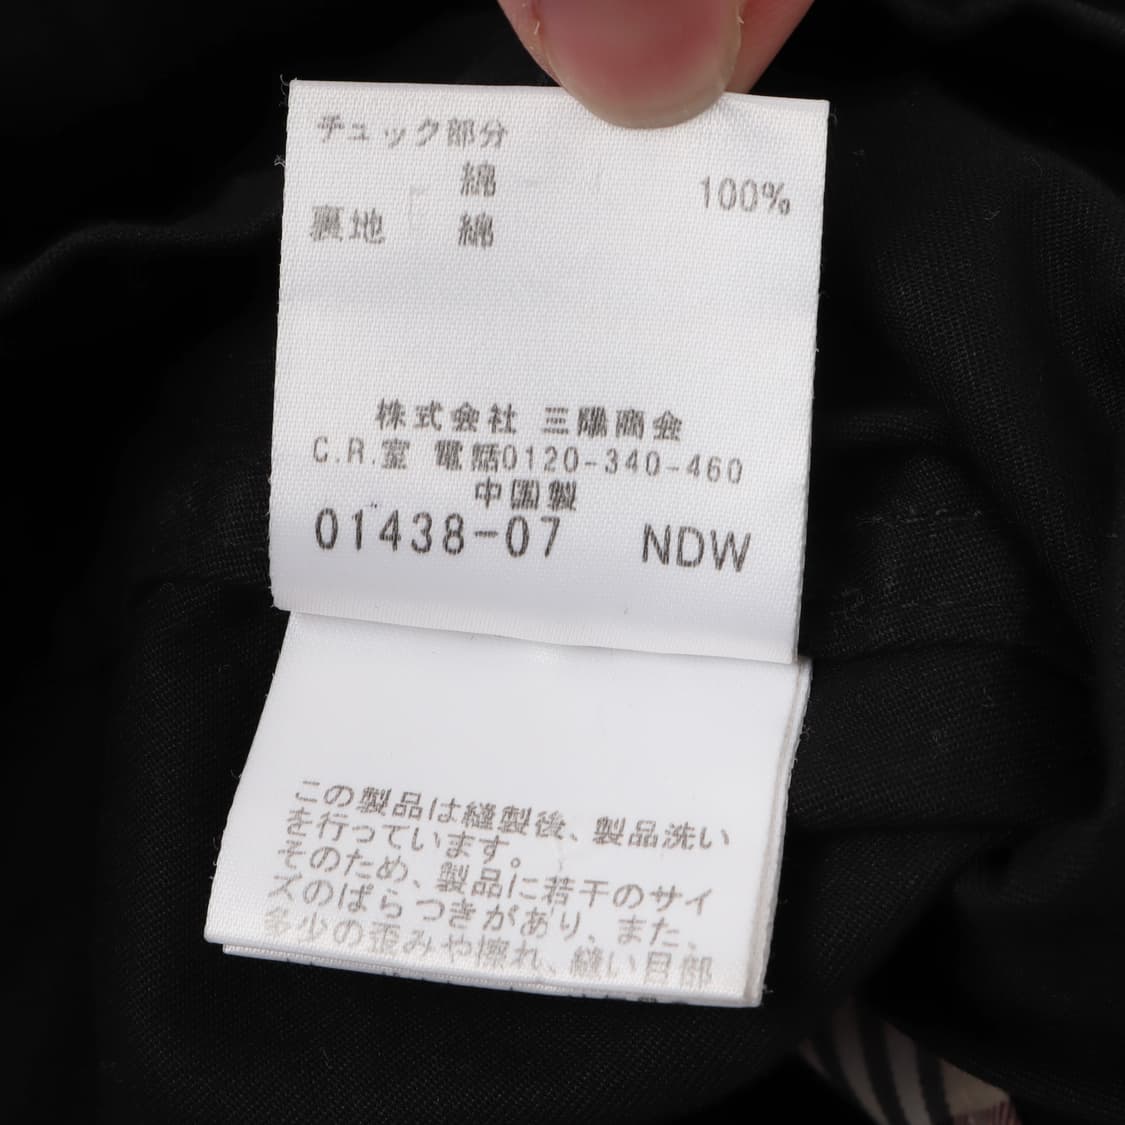 チェック部分
綿 100%
裏地 綿
株式会社 三陽商会
C.R.室 電話0120-340-460
中国製
01438-07 NDW
この製品は縫製後、製品洗い
を行っています。
そのため、製品に若干のサイ
ズのばらつきがあり、また、
多少の歪みや擦れ、縫い目部